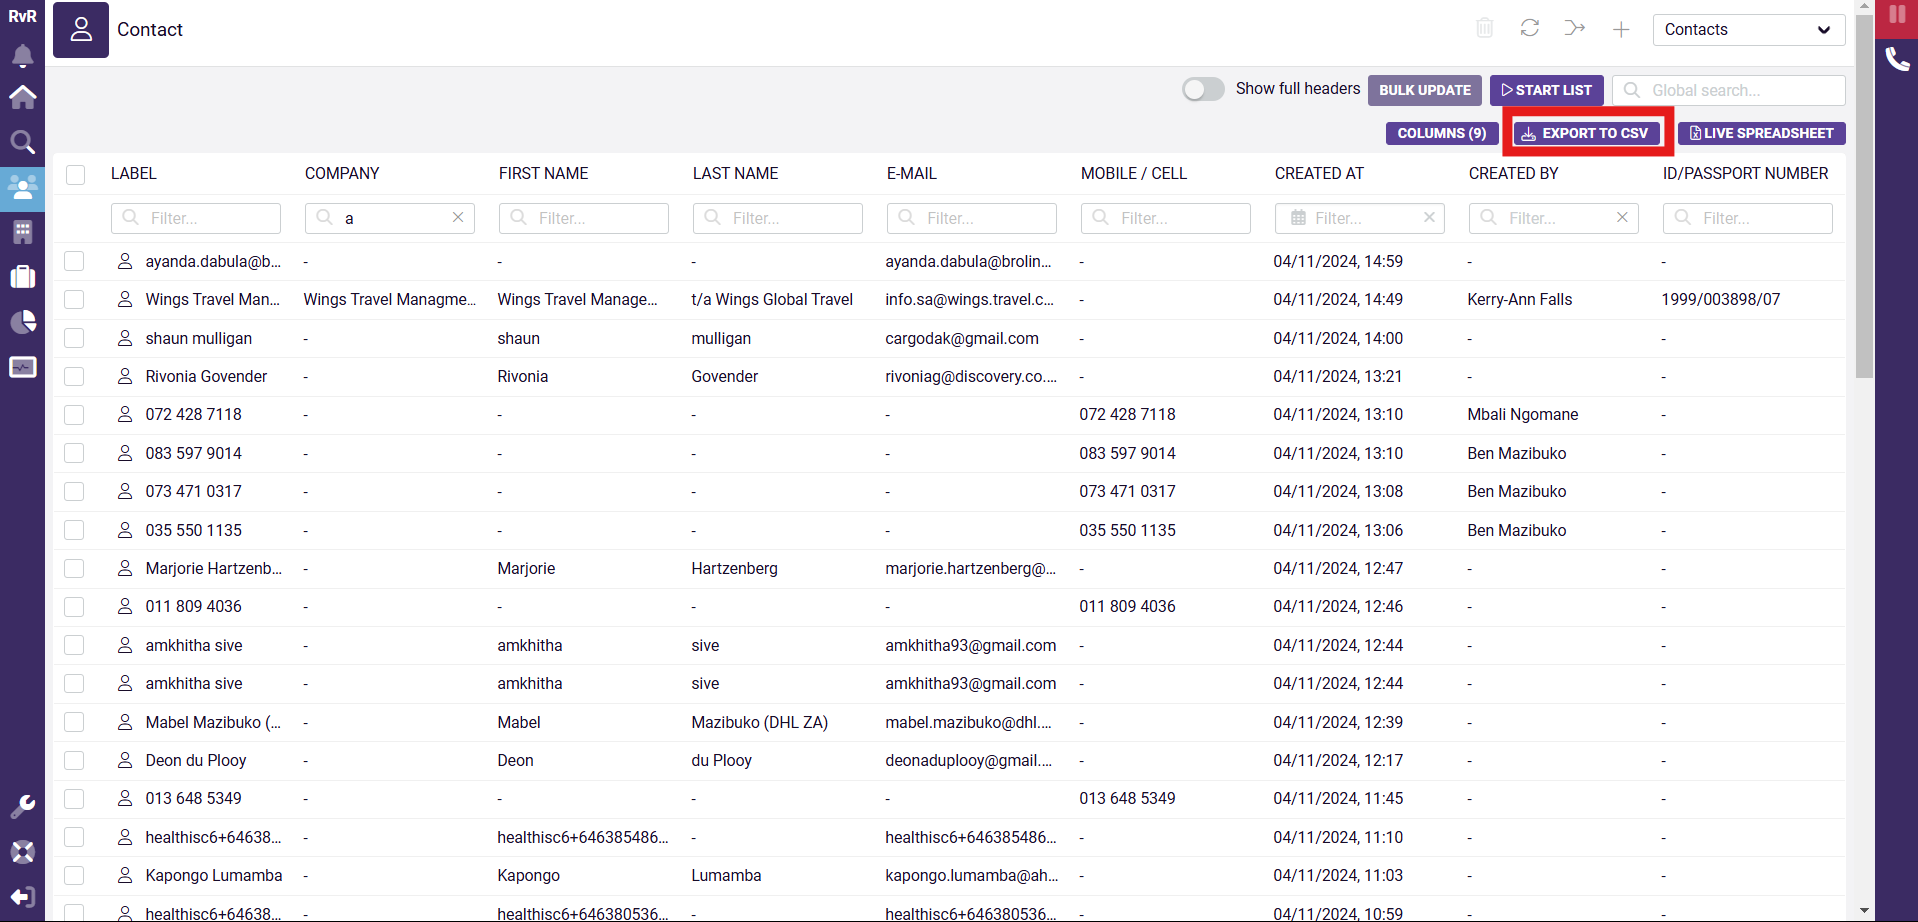 RvR
Contact
Contacts
Show full headers BULK UPDATE START LIST Global search...
COLUMNS (9) EXPORT TO CSV LIVE SPREADSHEET
LABEL COMPANY FIRST NAME LAST NAME E-MAIL MOBILE / CELL CREATED AT CREATED BY ID/PASSPORT NUMBER
Filter... a Filter... Filter... Filter... Filter... Filter... Filter... Filter...
ayanda.dabula@b... - - - ayanda.dabula@brolin... - 04/11/2024, 14:59 - -
Wings Travel Man... Wings Travel Managme... Wings Travel Manage... t/a Wings Global Travel info.sa@wings.travel.c... - 04/11/2024, 14:49 Kerry-Ann Falls 1999/003898/07
shaun mulligan - shaun mulligan cargodak@gmail.com - 04/11/2024, 14:00 - -
Rivonia Govender - Rivonia Govender rivoniag@discovery.co.... - 04/11/2024, 13:21 - -
072 428 7118 - - - - 072 428 7118 04/11/2024, 13:10 Mbali Ngomane -
083 597 9014 - - - - 083 597 9014 04/11/2024, 13:10 Ben Mazibuko -
073 471 0317 - - - - 073 471 0317 04/11/2024, 13:08 Ben Mazibuko -
035 550 1135 - - - - 035 550 1135 04/11/2024, 13:06 Ben Mazibuko -
Marjorie Hartzenb... - Marjorie Hartzenberg marjorie.hartzenberg@... - 04/11/2024, 12:47 - -
011 809 4036 - - - - 011 809 4036 04/11/2024, 12:46 - -
amkhitha sive - amkhitha sive amkhitha93@gmail.com - 04/11/2024, 12:44 - -
amkhitha sive - amkhitha sive amkhitha93@gmail.com - 04/11/2024, 12:44 - -
Mabel Mazibuko (... - Mabel Mazibuko (DHL ZA) mabel.mazibuko@dhl.... - 04/11/2024, 12:39 - -
Deon du Plooy - Deon du Plooy deonaduplooy@gmail.... - 04/11/2024, 12:17 - -
013 648 5349 - - - - 013 648 5349 04/11/2024, 11:45 - -
healthisc6+64638... - healthisc6+646385486... - healthisc6+646385486... - 04/11/2024, 11:10 - -
Kapongo Lumamba - Kapongo Lumamba kapongo.lumamba@ah... - 04/11/2024, 11:03 - -
healthisc6+64638... - healthisc6+646380536... - healthisc6+646380536... - 04/11/2024, 10:59 - -